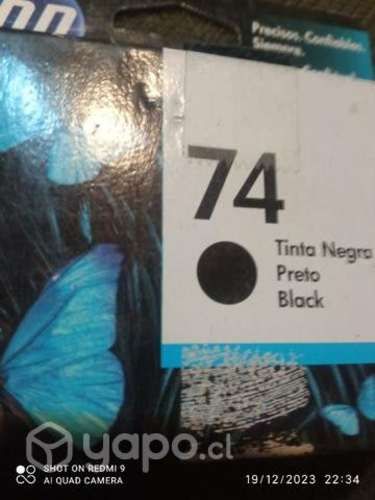 hp
Precisos. Confiables.
Siempre.
74
Tinta Negra
Preto
Black
yapo.cl
SHOT ON REDMI 9
AI QUAD CAMERA
19/12/2023 22:34